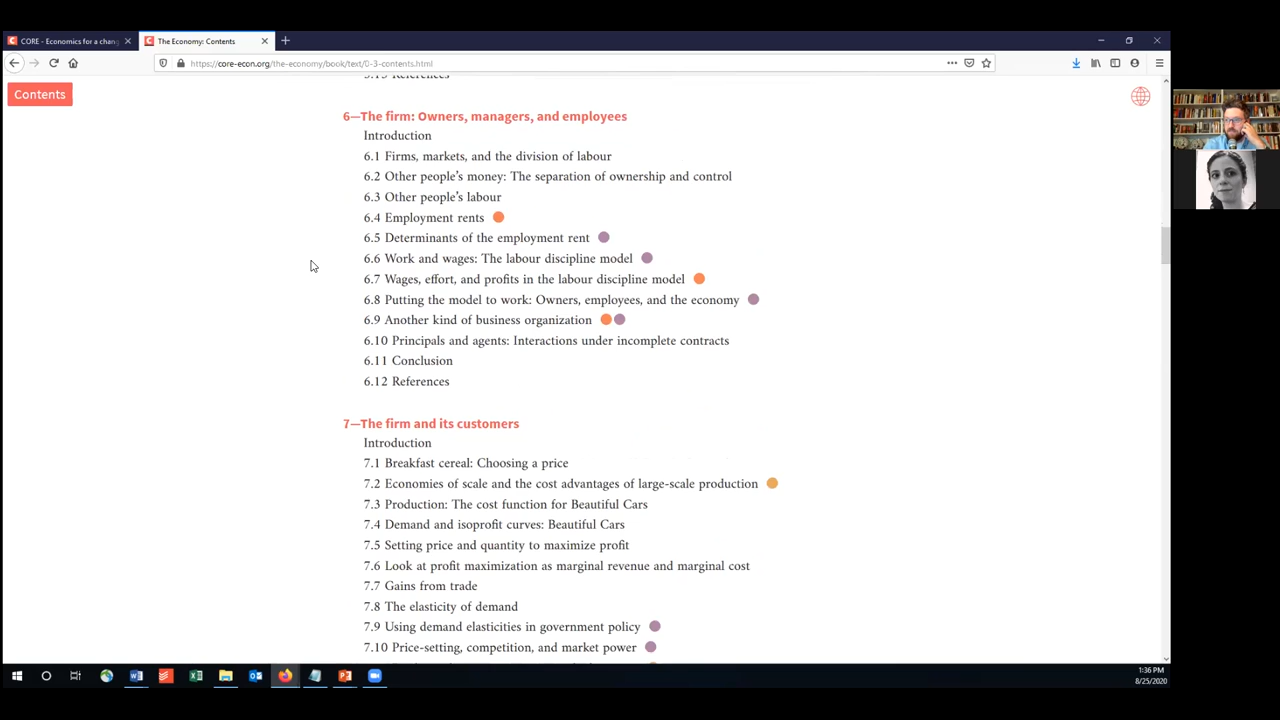 CORE - Economics for a chang
The Economy: Contents
https://core-econ.org/the-economy/book/text/0-3-contents.html
5.15 References
Contents
6—The firm: Owners, managers, and employees
Introduction
6.1 Firms, markets, and the division of labour
6.2 Other people's money: The separation of ownership and control
6.3 Other people's labour
6.4 Employment rents
6.5 Determinants of the employment rent
6.6 Work and wages: The labour discipline model
6.7 Wages, effort, and profits in the labour discipline model
6.8 Putting the model to work: Owners, employees, and the economy
6.9 Another kind of business organization
6.10 Principals and agents: Interactions under incomplete contracts
6.11 Conclusion
6.12 References
7—The firm and its customers
Introduction
7.1 Breakfast cereal: Choosing a price
7.2 Economies of scale and the cost advantages of large-scale production
7.3 Production: The cost function for Beautiful Cars
7.4 Demand and isoprofit curves: Beautiful Cars
7.5 Setting price and quantity to maximize profit
7.6 Look at profit maximization as marginal revenue and marginal cost
7.7 Gains from trade
7.8 The elasticity of demand
7.9 Using demand elasticities in government policy
7.10 Price-setting, competition, and market power
1:36 PM
8/25/2020